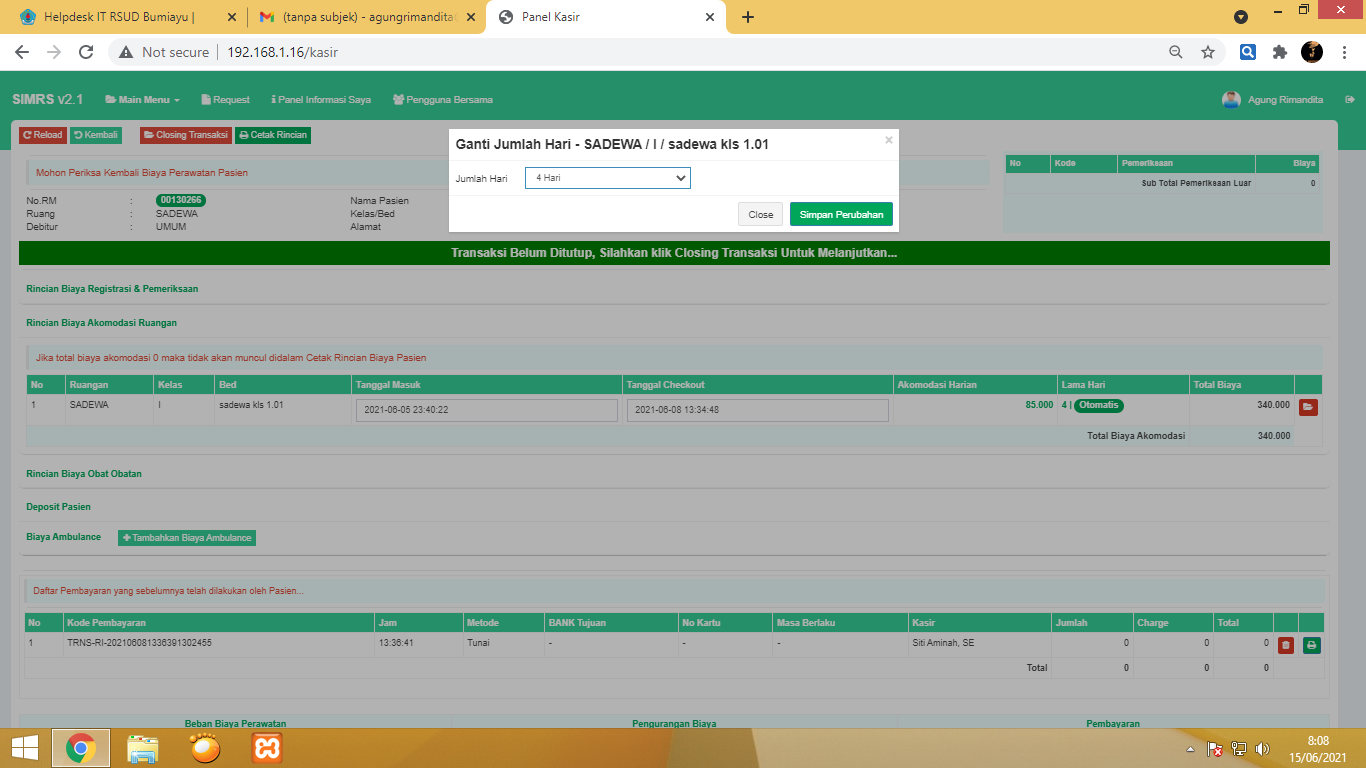 Helpdesk IT RSUD Bumiayu |
(tanpa subjek) - agungrimandita
Panel Kasir
Not secure
192.168.1.16/kasir
SIMRS v2.1
Main Menu
Request
Panel Informasi Saya
Pengguna Bersama
Agung Rimandita
Reload
Kembali
Closing Transaksi
Cetak Rincian
Ganti Jumlah Hari - SADEWA / I / sadewa kls 1.01
×
Jumlah Hari
4 Hari
Close
Simpan Perubahan
Mohon Periksa Kembali Biaya Perawatan Pasien
No.RM : 00130266
Ruang : SADEWA
Debitur : UMUM
Nama Pasien
Kelas/Bed
Alamat
No Kode Pemeriksaan Biaya
Sub Total Pemeriksaan Luar 0
Transaksi Belum Ditutup, Silahkan klik Closing Transaksi Untuk Melanjutkan...
Rincian Biaya Registrasi & Pemeriksaan
Rincian Biaya Akomodasi Ruangan
Jika total biaya akomodasi 0 maka tidak akan muncul didalam Cetak Rincian Biaya Pasien
No Ruangan Kelas Bed Tanggal Masuk Tanggal Checkout Akomodasi Harian Lama Hari Total Biaya
1 SADEWA I sadewa kls 1.01 2021-06-05 23:40:22 2021-06-08 13:34:48 85.000 4 | Otomatis 340.000
Total Biaya Akomodasi 340.000
Rincian Biaya Obat Obatan
Deposit Pasien
Biaya Ambulance
Tambahkan Biaya Ambulance
Daftar Pembayaran yang sebelumnya telah dilakukan oleh Pasien...
No Kode Pembayaran Jam Metode BANK Tujuan No Kartu Masa Berlaku Kasir Jumlah Charge Total
1 TRNS-RI-202106081336391302455 13:36:41 Tunai - - - Siti Aminah, SE 0 0 0
Total 0 0 0
Beban Biaya Perawatan
Pengurangan Biaya
Pembayaran
8:08
15/06/2021